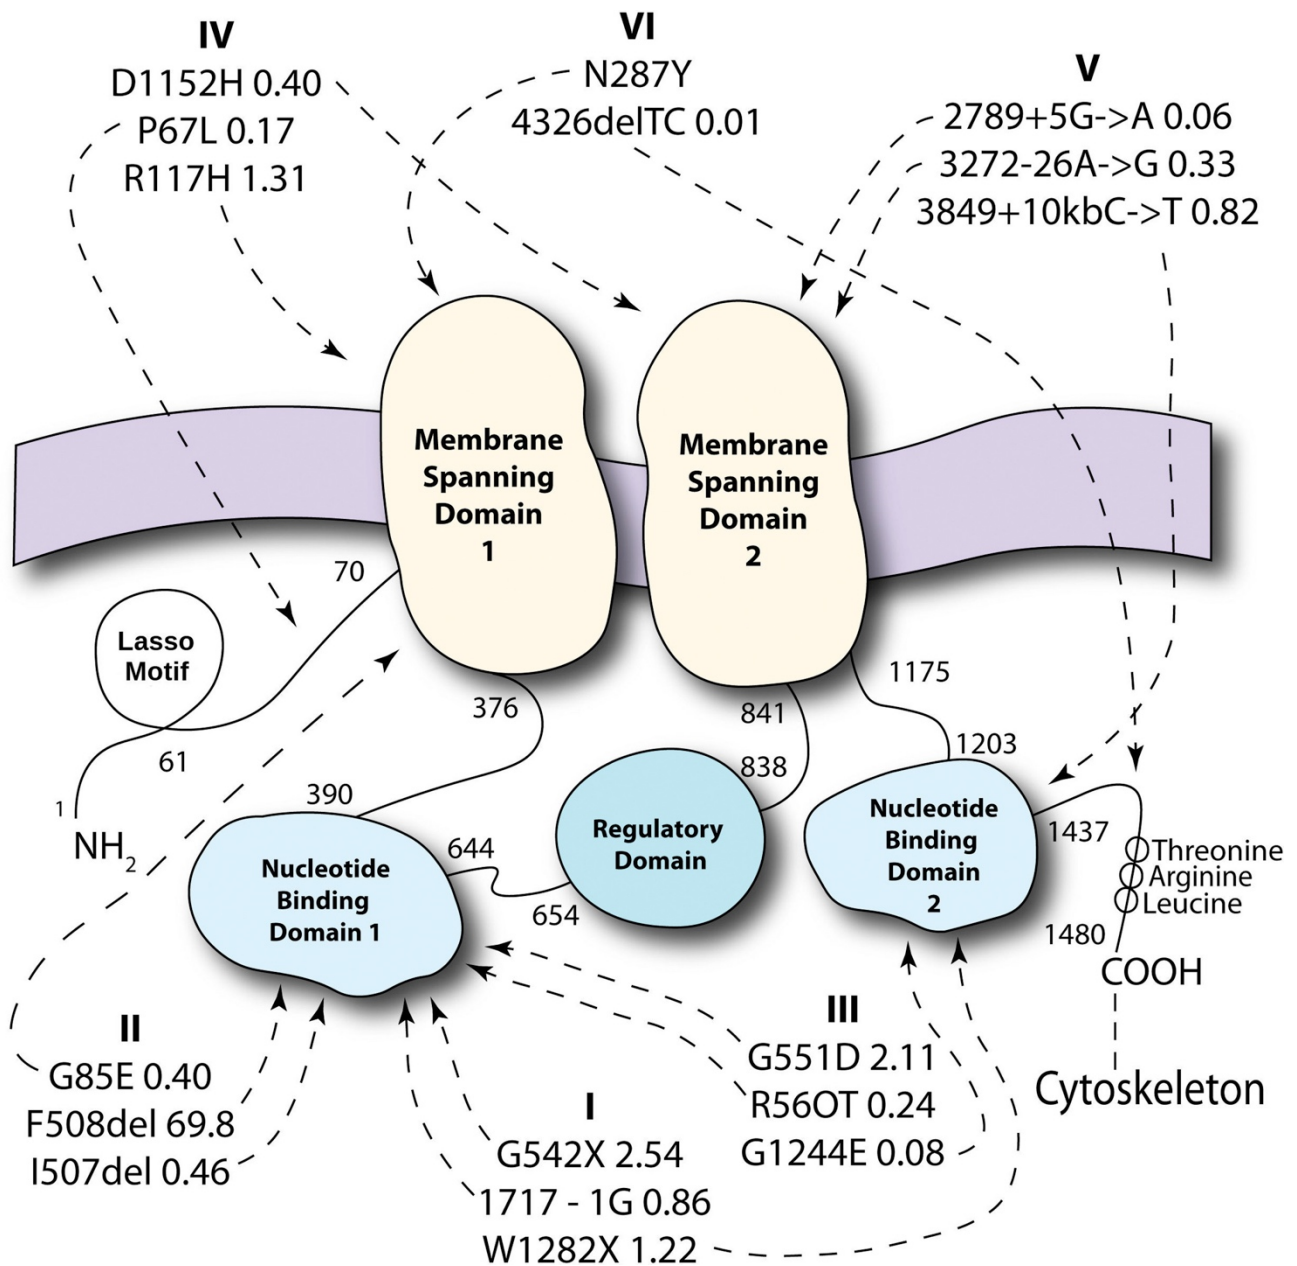 IV
D1152H 0.40
P67L 0.17
R117H 1.31
VI
N287Y
4326delTC 0.01
V
2789+5G->A 0.06
3272-26A->G 0.33
3849+10kbC->T 0.82
Membrane
Spanning
Domain
1
Membrane
Spanning
Domain
2
70
Lasso
Motif
61
1
NH2
376
390
841
838
1175
1203
Nucleotide
Binding
Domain 1
644
654
Regulatory
Domain
Nucleotide
Binding
Domain
2
1437
Threonine
Arginine
Leucine
1480
COOH
Cytoskeleton
II
G85E 0.40
F508del 69.8
I507del 0.46
I
G542X 2.54
1717 - 1G 0.86
W1282X 1.22
III
G551D 2.11
R56OT 0.24
G1244E 0.08